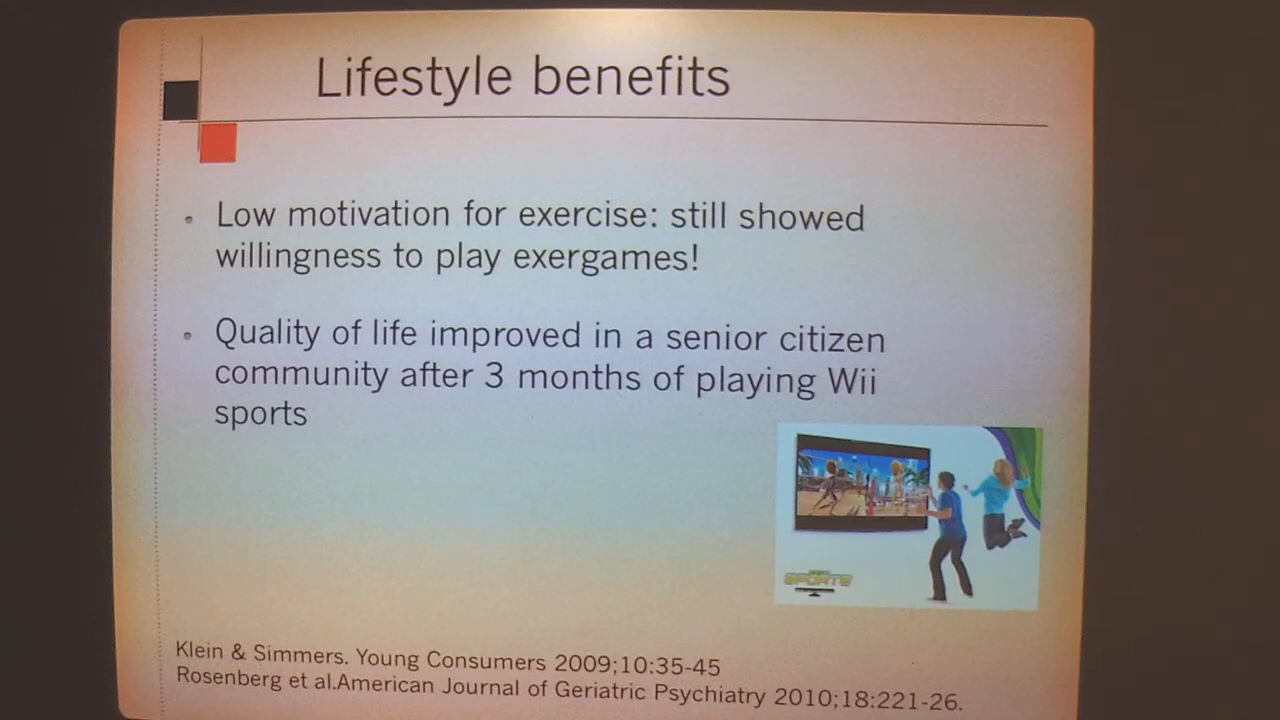 Lifestyle benefits
• Low motivation for exercise: still showed
willingness to play exergames!
• Quality of life improved in a senior citizen
community after 3 months of playing Wii
sports
SPORTS
Klein & Simmers. Young Consumers 2009;10:35-45
Rosenberg et al.American Journal of Geriatric Psychiatry 2010;18:221-26.